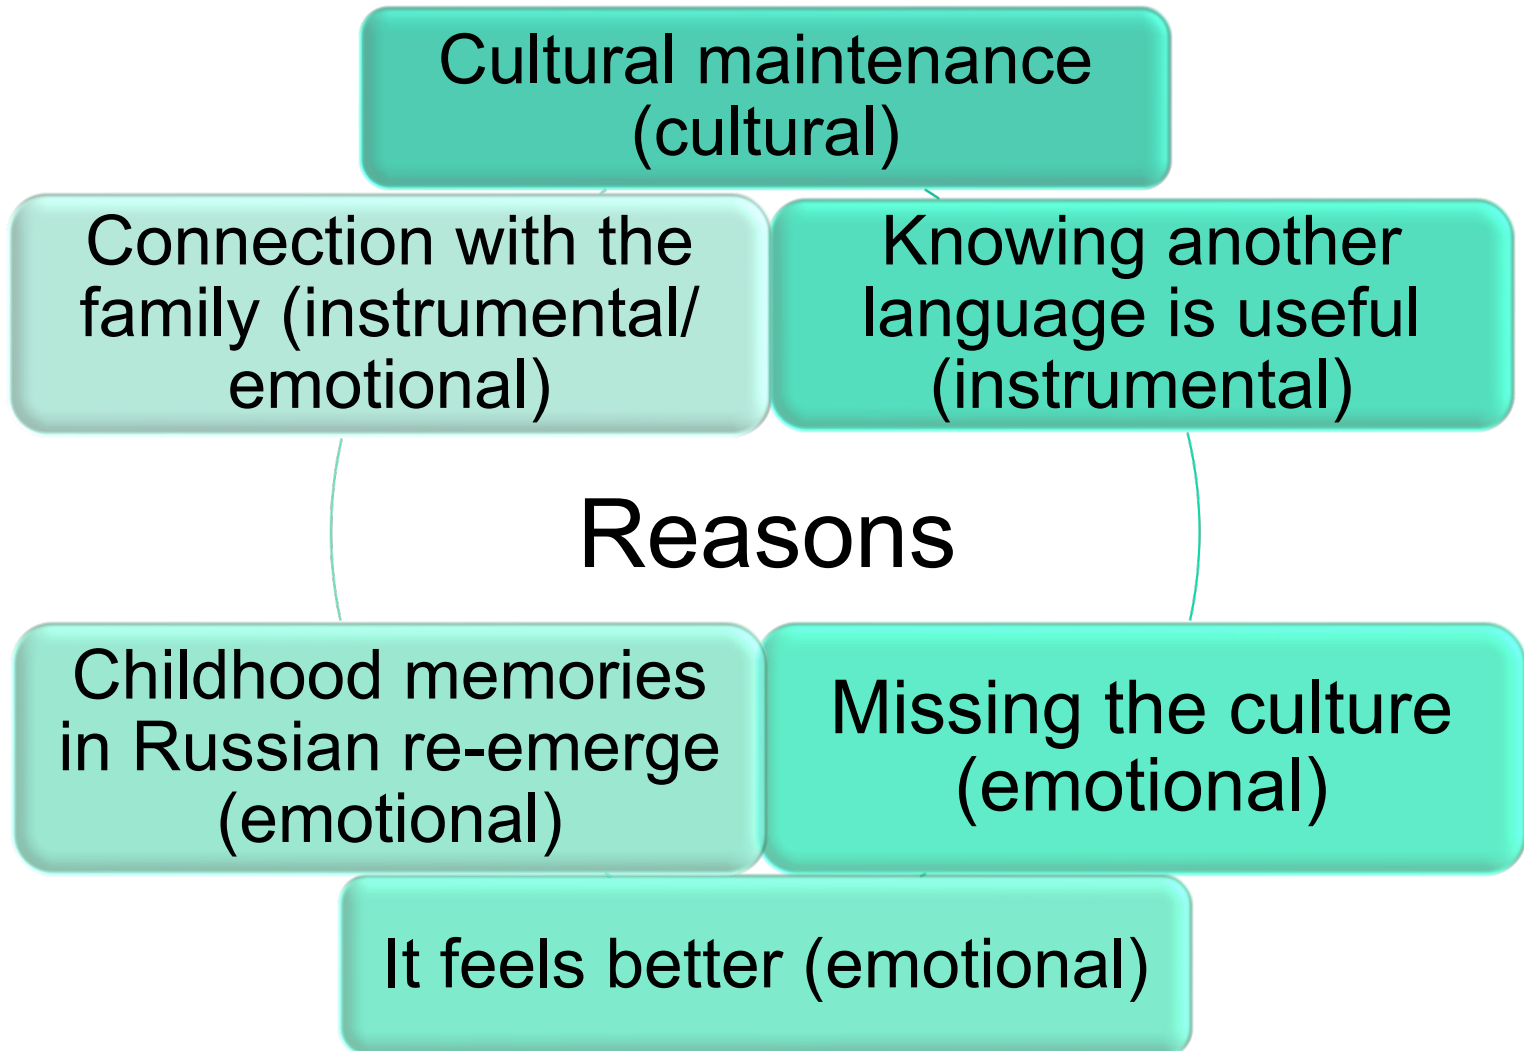 Cultural maintenance
(cultural)
Connection with the
family (instrumental/
emotional)
Knowing another
language is useful
(instrumental)
Reasons
Childhood memories
in Russian re-emerge
(emotional)
Missing the culture
(emotional)
It feels better (emotional)